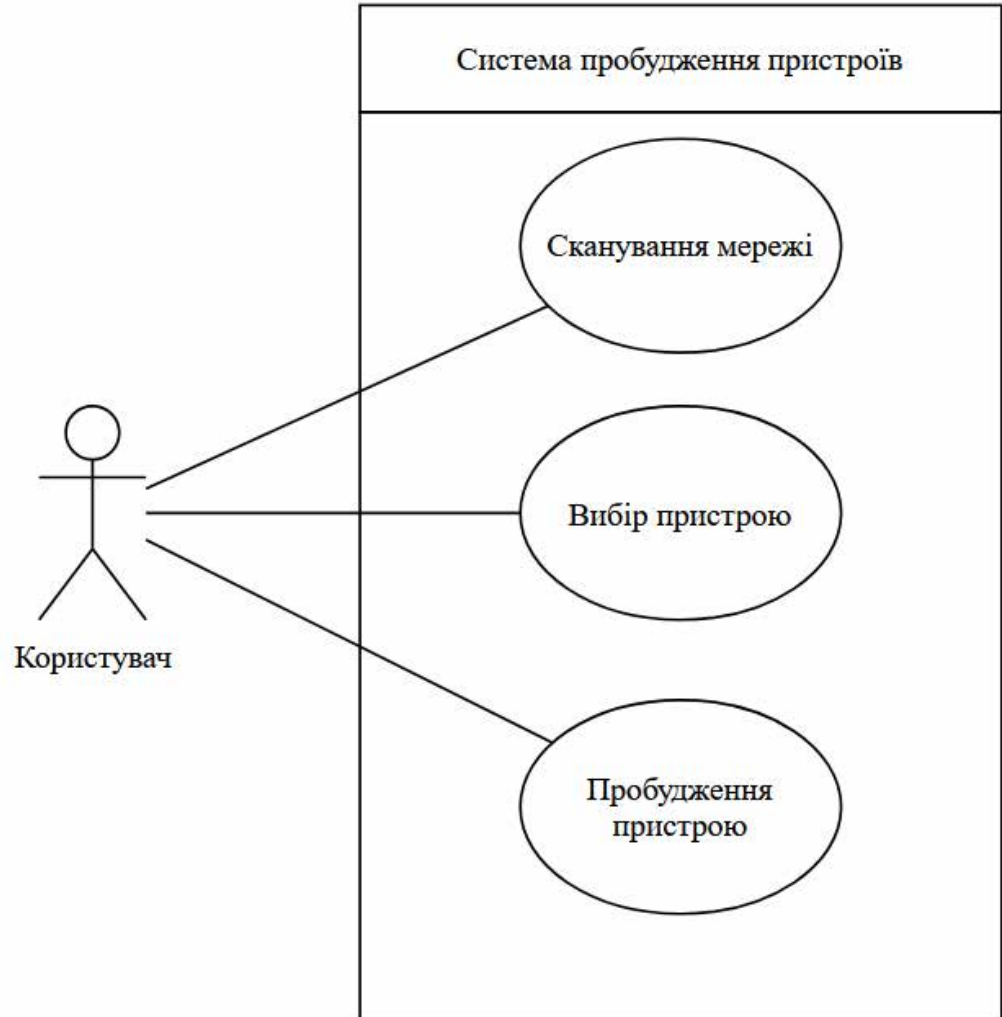 Система пробудження пристроїв
Сканування мережі
Вибір пристрою
Користувач
Пробудження
пристрою